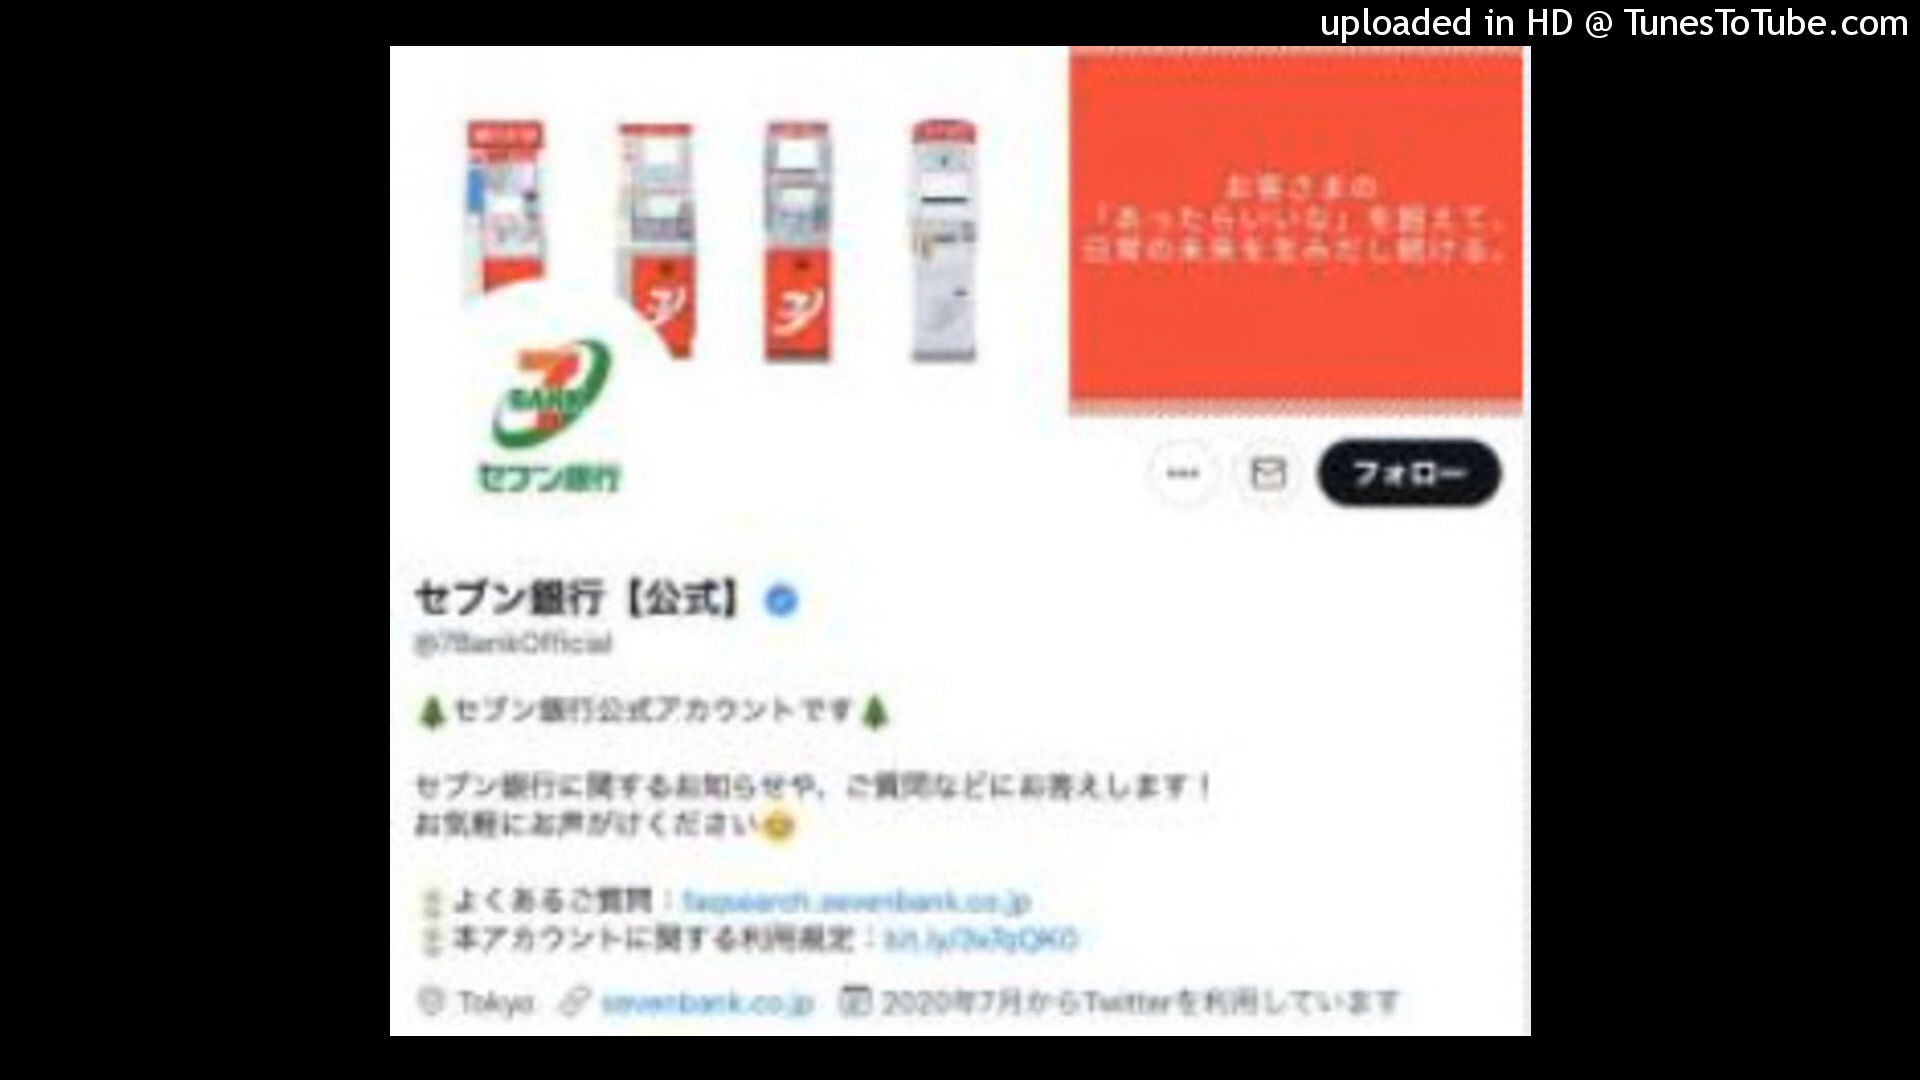 uploaded in HD @ TunesToTube.com
お客さまの
「あったらいいな」を超えて、
日常の未来を生みだし続ける。
BANK
セブン銀行
フォロー
セブン銀行【公式】
@7BankOfficial
🌲セブン銀行公式アカウントです🌲
セブン銀行に関するお知らせや、ご質問などにお答えします！
お気軽にお声がけください😊
よくあるご質問：faqsearch.sevenbank.co.jp
本アカウントに関する利用規定：
Tokyo sevenbank.co.jp 2020年7月からTwitterを利用しています